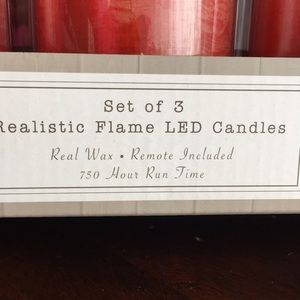 Set of 3
Realistic Flame LED Candles
Real Wax • Remote Included
750 Hour Run Time